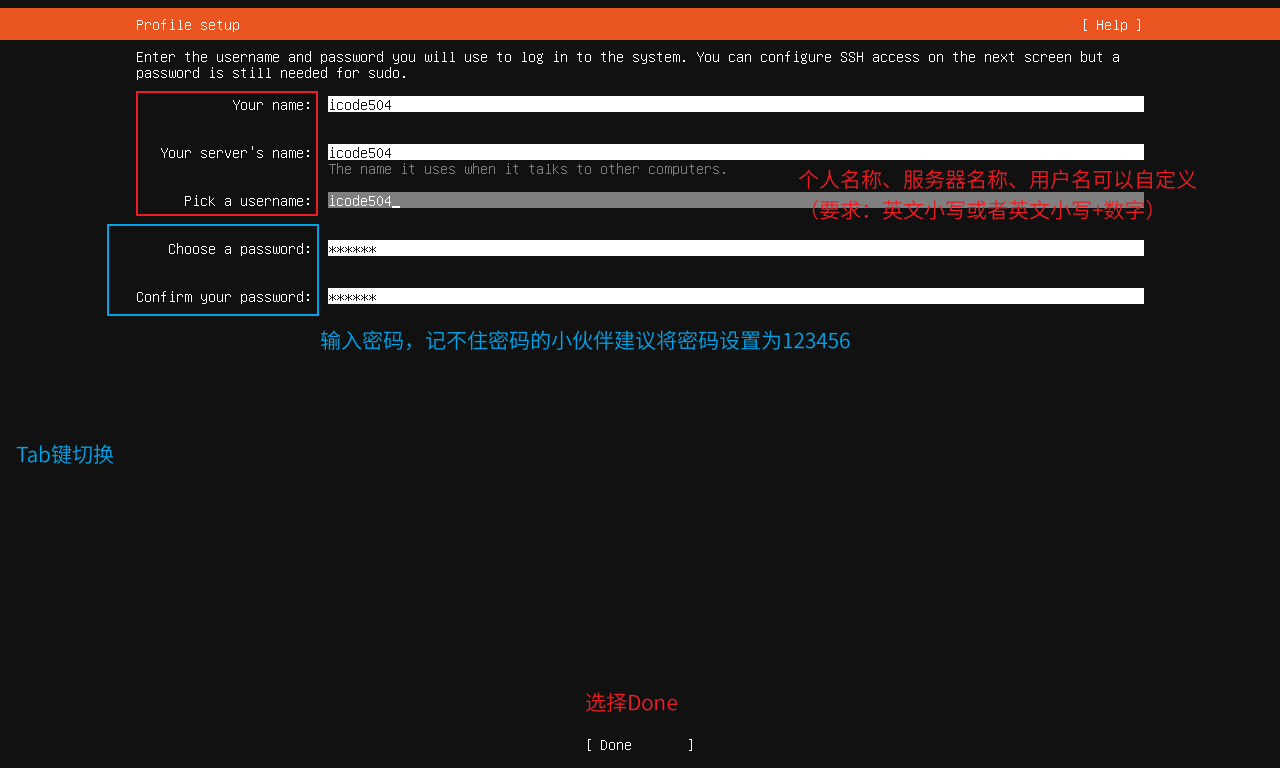 Profile setup [ Help ]
Enter the username and password you will use to log in to the system. You can configure SSH access on the next screen but a
password is still needed for sudo.
Your name: icode504
Your server's name: icode504
The name it uses when it talks to other computers.
个人名称、服务器名称、用户名可以自定义
Pick a username: icode504_
（要求：英文小写或者英文小写+数字）
Choose a password: ******
Confirm your password: ******
输入密码，记不住密码的小伙伴建议将密码设置为123456
Tab键切换
选择Done
[ Done ]